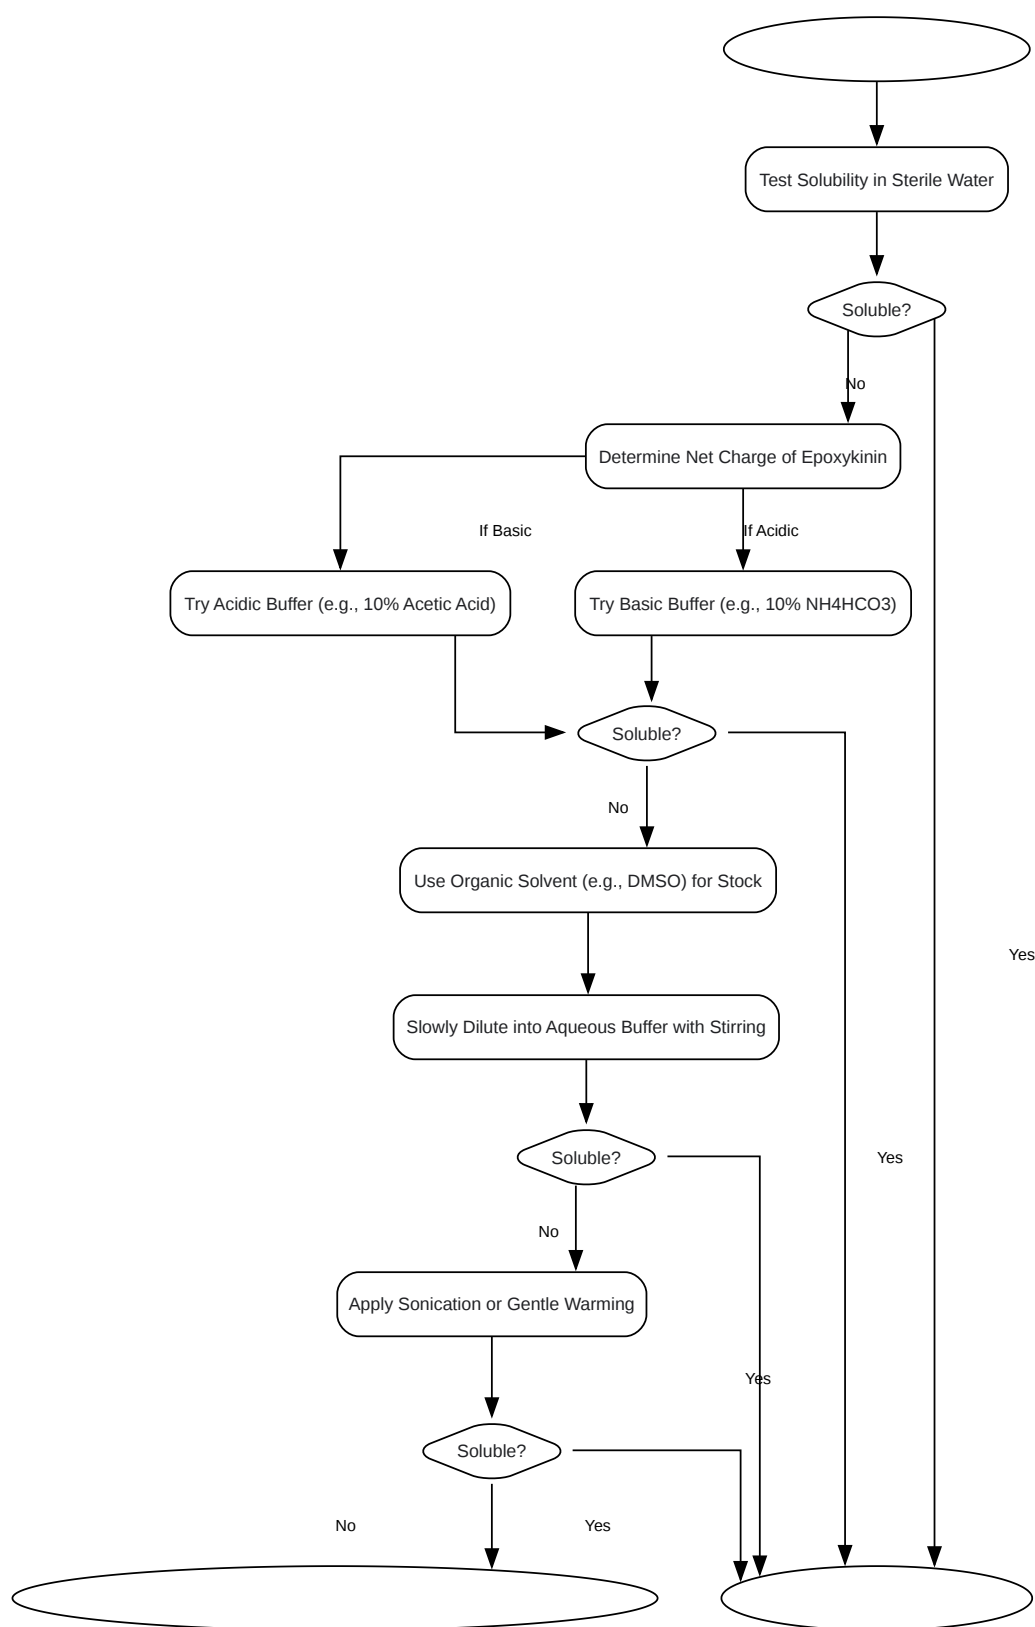 Test Solubility in Sterile Water
Soluble?
No
Determine Net Charge of Epoxykinin
If Basic
If Acidic
Try Acidic Buffer (e.g., 10% Acetic Acid)
Try Basic Buffer (e.g., 10% NH4HCO3)
Soluble?
No
Use Organic Solvent (e.g., DMSO) for Stock
Yes
Slowly Dilute into Aqueous Buffer with Stirring
Soluble?
Yes
No
Apply Sonication or Gentle Warming
Yes
Soluble?
No
Yes